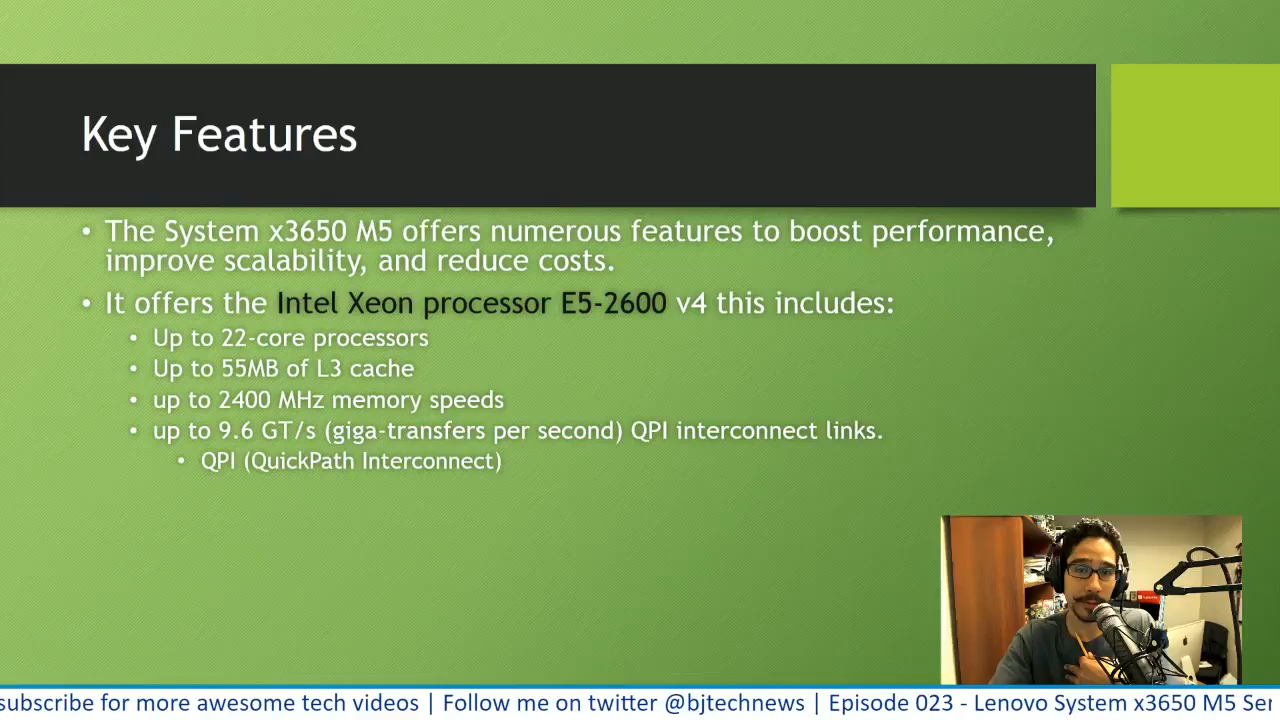 Key Features
• The System x3650 M5 offers numerous features to boost performance,
improve scalability, and reduce costs.
• It offers the Intel Xeon processor E5-2600 v4 this includes:
• Up to 22-core processors
• Up to 55MB of L3 cache
• up to 2400 MHz memory speeds
• up to 9.6 GT/s (giga-transfers per second) QPI interconnect links.
• QPI (QuickPath Interconnect)
subscribe for more awesome tech videos | Follow me on twitter @bjtechnews | Episode 023 - Lenovo System x3650 M5 Ser